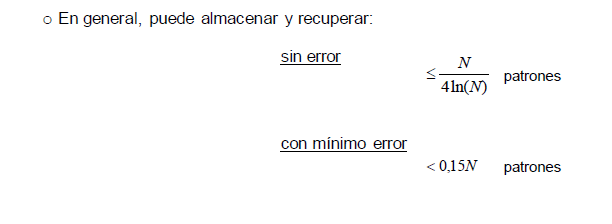 o En general, puede almacenar y recuperar:
sin error
≤ N / 4ln(N) patrones
con mínimo error
< 0,15N patrones